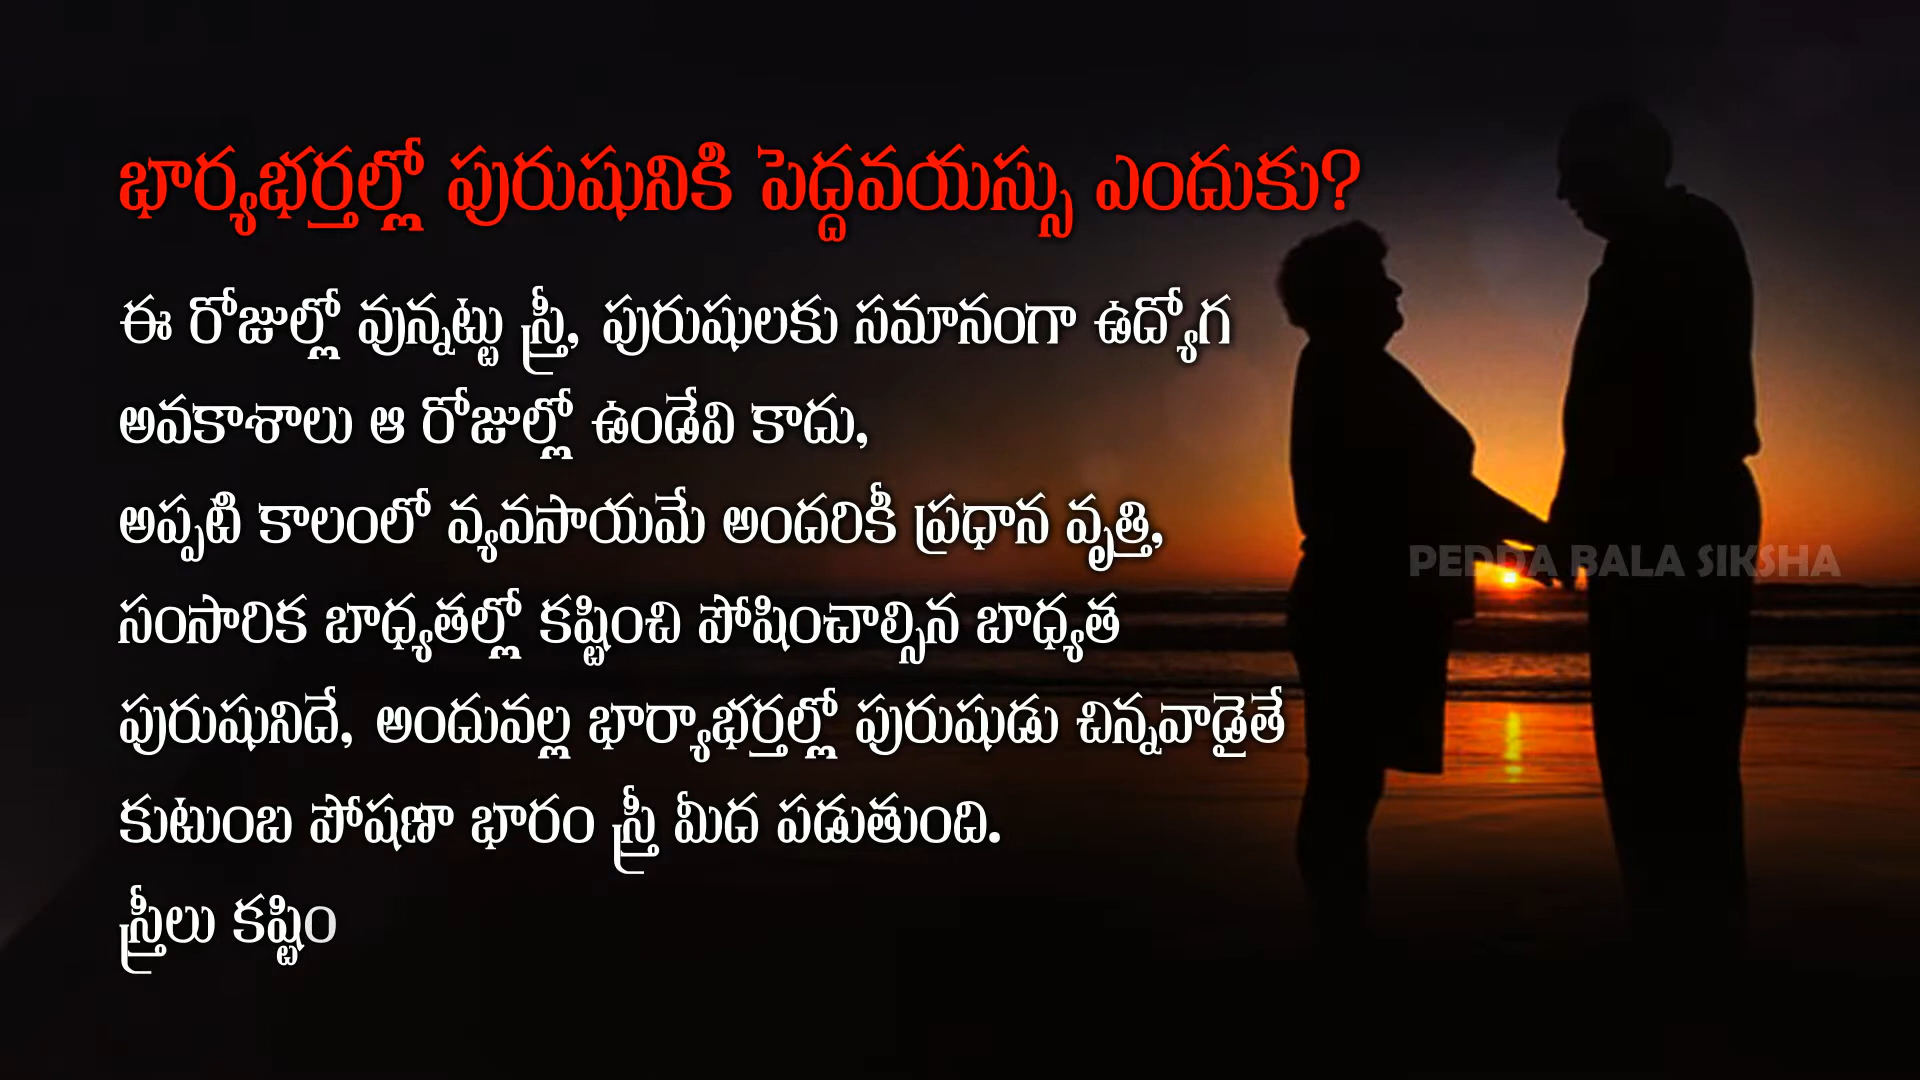 భార్యభర్తల్లో పురుషునికి పెద్దవయస్సు ఎందుకు?
ఈ రోజుల్లో వున్నట్టు స్త్రీ, పురుషులకు సమానంగా ఉద్యోగ
అవకాశాలు ఆ రోజుల్లో ఉండేవి కాదు,
అప్పటి కాలంలో వ్యవసాయమే అందరికీ ప్రధాన వృత్తి,
సంసారిక బాధ్యతల్లో కష్టించి పోషించాల్సిన బాధ్యత
పురుషునిదే, అందువల్ల భార్యాభర్తల్లో పురుషుడు చిన్నవాడైతే
కుటుంబ పోషణా భారం స్త్రీ మీద పడుతుంది.
స్త్రీలు కష్టిం
PEDDA BALA SIKSHA